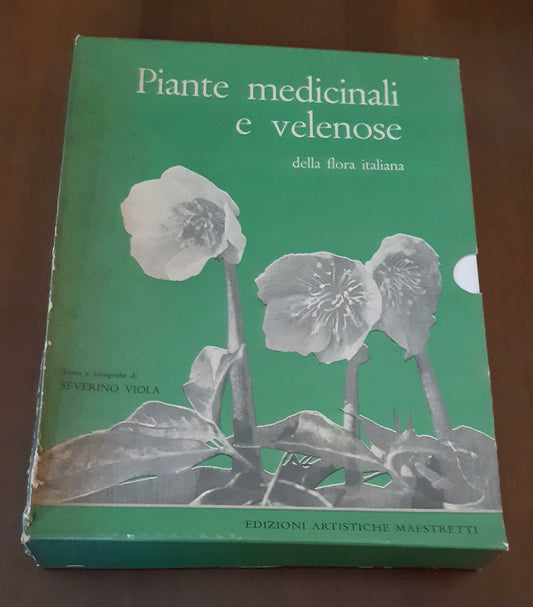 Piante medicinali
e velenose
della flora italiana
Testo e fotografie di
SEVERINO VIOLA
EDIZIONI ARTISTICHE MAESTRETTI